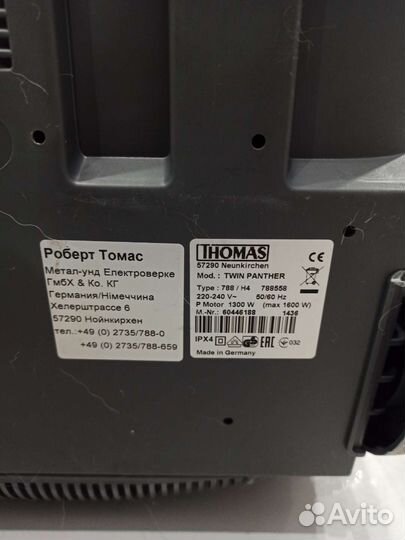 Роберт Томас
Метал-унд Електроверке
ГмбХ & Ко. КГ
Германия/Німеччина
Хелерштрассе 6
57290 Нойнкирхен
тел.:+49 (0) 2735/788-0
+49 (0) 2735/788-659
THOMAS
57290 Neunkirchen
Mod. : TWIN PANTHER
Type : 788 / H4 788558
220-240 V~ 50/60 Hz
P Motor 1300 W (max 1600 W)
M.-Nr.: 60446188 1436
IPX4 GS EAC 032
Made in Germany
Avito